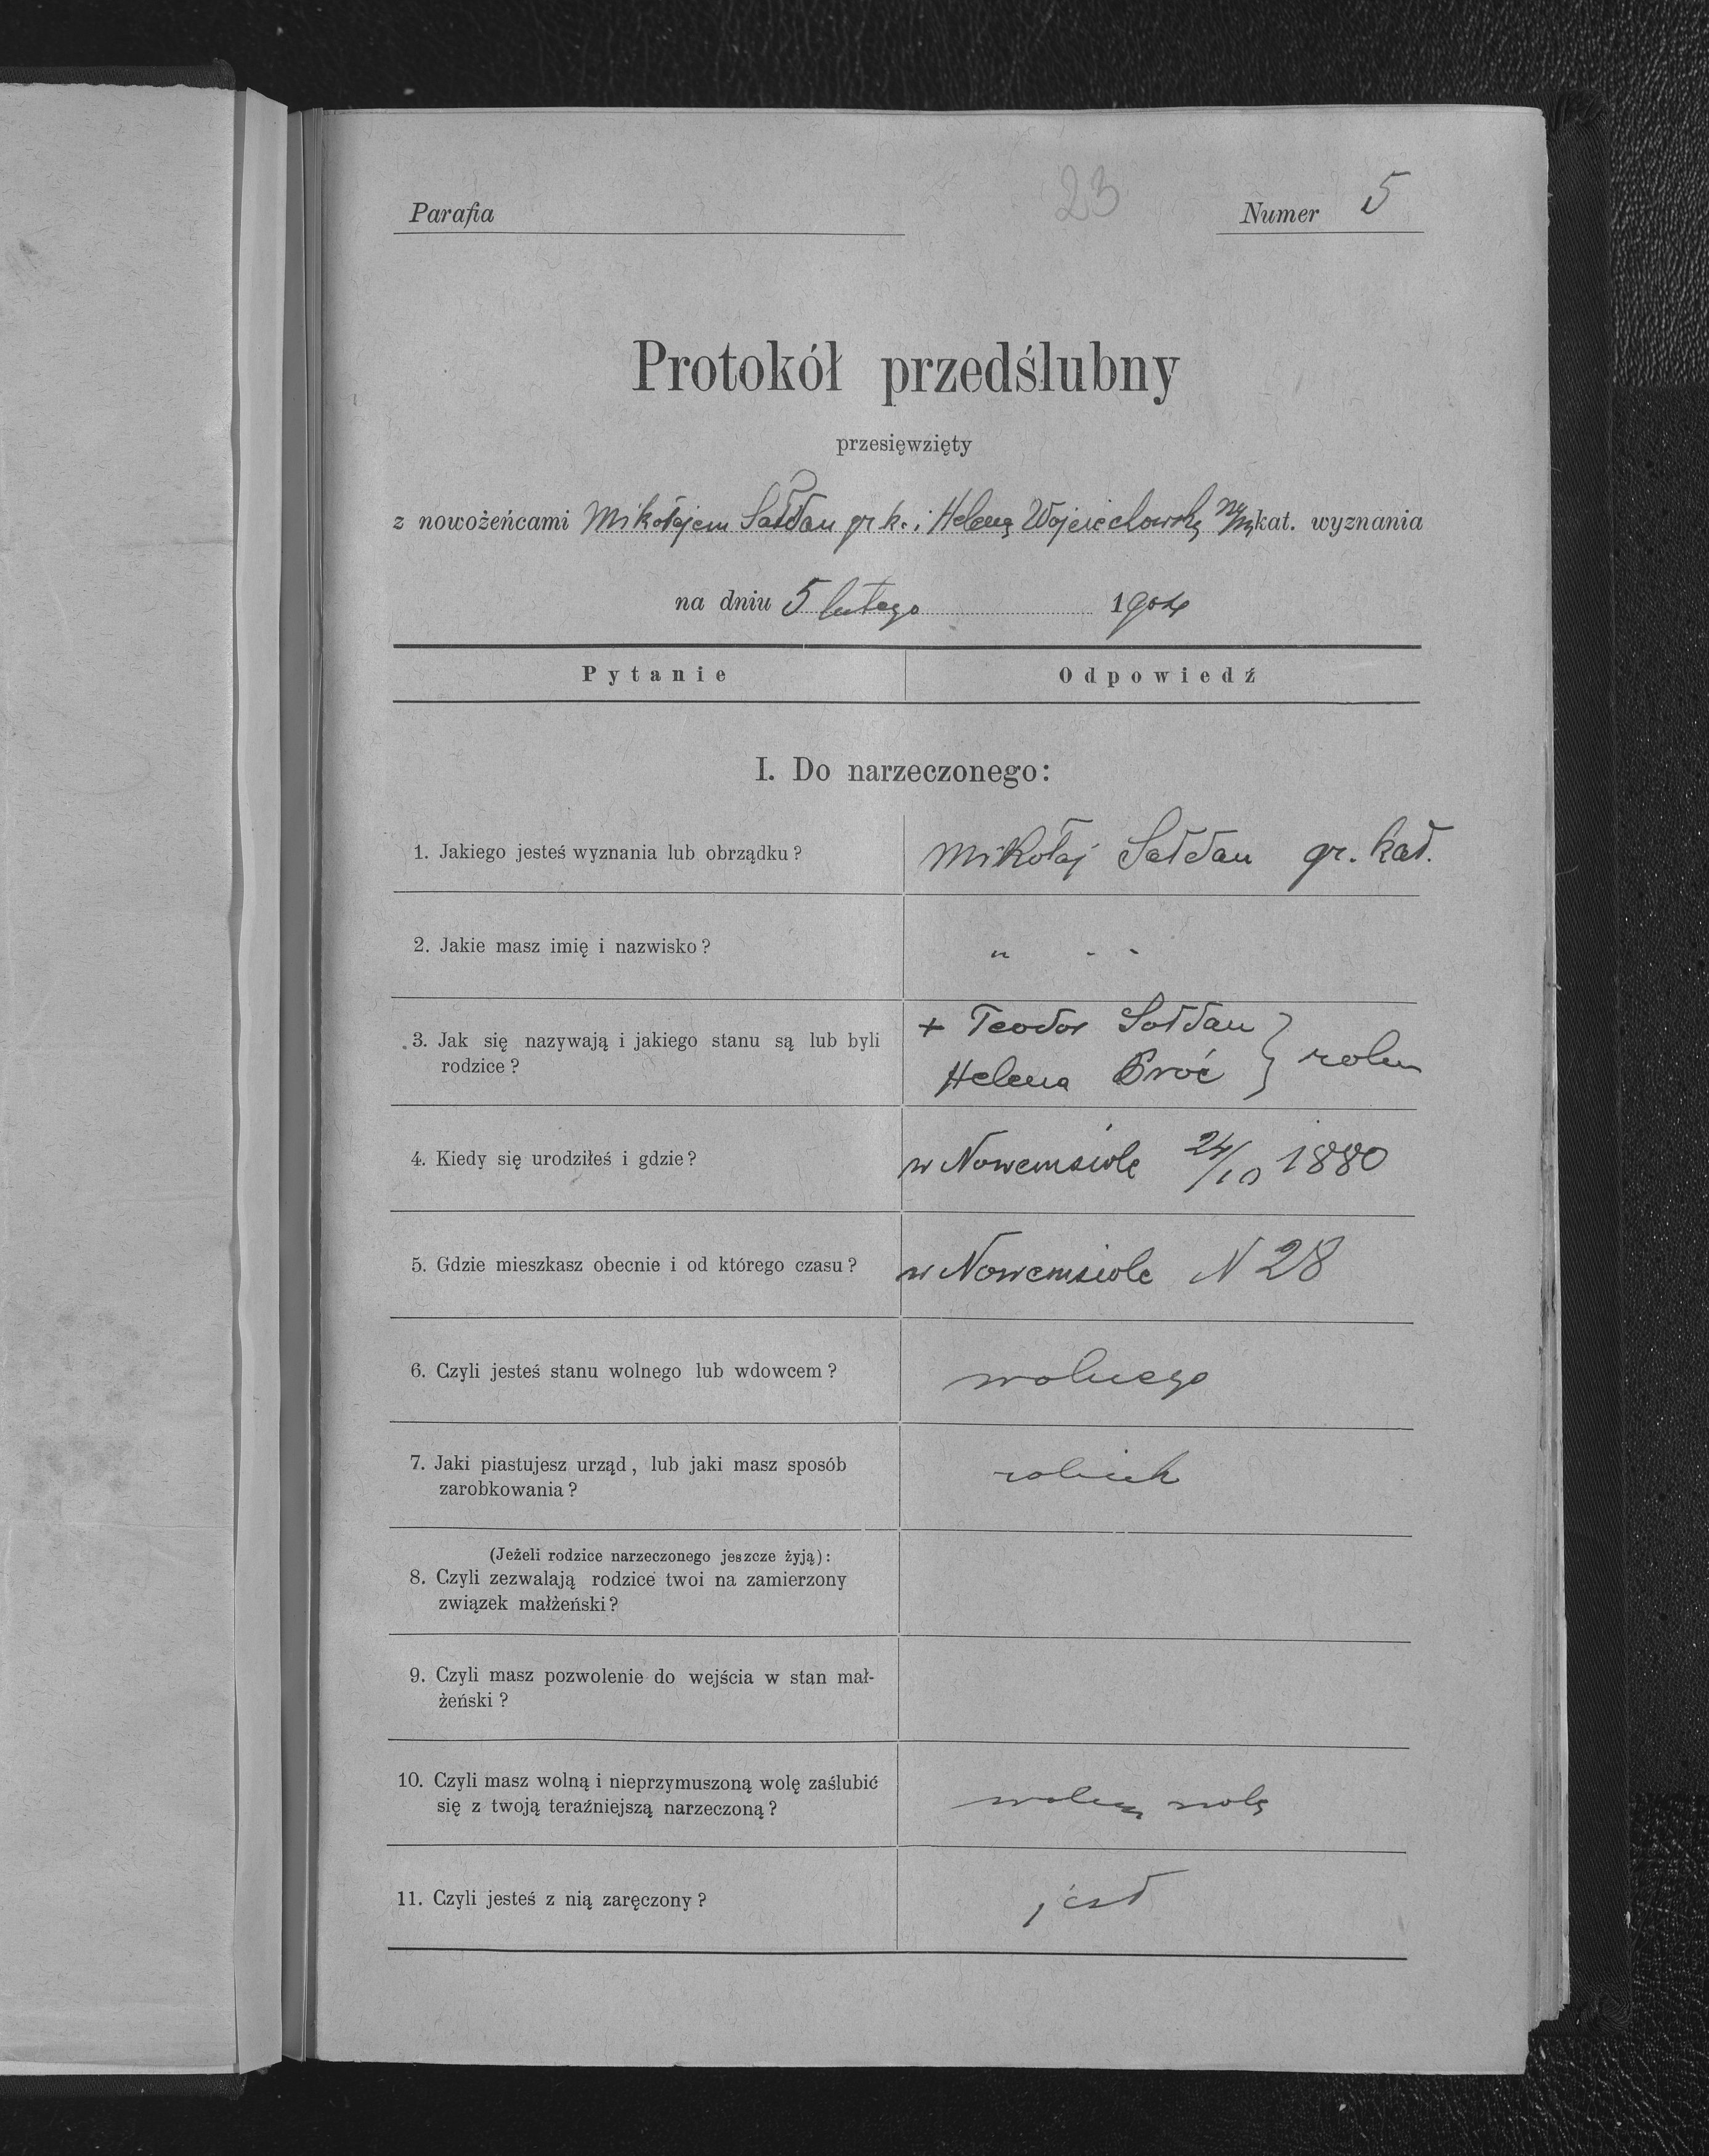 23
Parafia Numer 5
Protokół przedślubny
przesięwzięty
z nowożeńcami Mikołajem Sałdan gr k. i Heleną Wojciechowską rzym kat. wyznania
na dniu 5 lutego 1904
Pytanie Odpowiedź
I. Do narzeczonego:
1. Jakiego jesteś wyznania lub obrządku? Mikołaj Sałdan gr. kat.
2. Jakie masz imię i nazwisko? " - -
3. Jak się nazywają i jakiego stanu są lub byli + Teodor Sołdan
rodzice? Helena Broć } roln
4. Kiedy się urodziłeś i gdzie? w Nowemsiole 24/10 1880
5. Gdzie mieszkasz obecnie i od którego czasu? w Nowemsiole N 28
6. Czyli jesteś stanu wolnego lub wdowcem? wolnego
7. Jaki piastujesz urząd, lub jaki masz sposób rolnik
zarobkowania?
(Jeżeli rodzice narzeczonego jeszcze żyją):
8. Czyli zezwalają rodzice twoi na zamierzony
związek małżeński?
9. Czyli masz pozwolenie do wejścia w stan mał-
żeński?
10. Czyli masz wolną i nieprzymuszoną wolę zaślubić wolną wolę
się z twoją teraźniejszą narzeczoną?
11. Czyli jesteś z nią zaręczony? jest